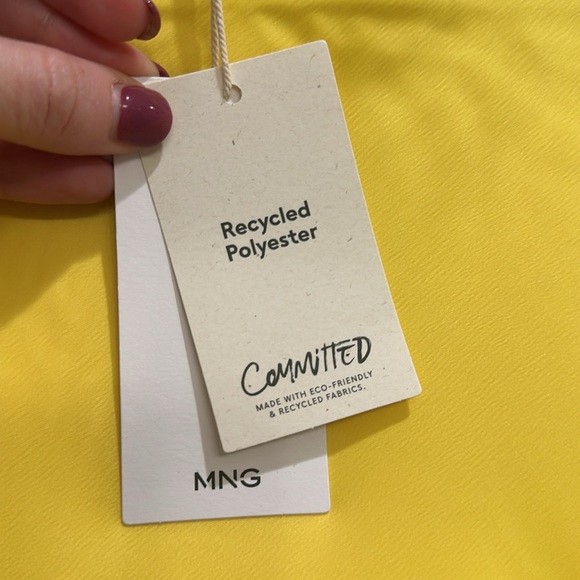 Recycled
Polyester
COMMITTED
MADE WITH ECO-FRIENDLY
& RECYCLED FABRICS.
MNG